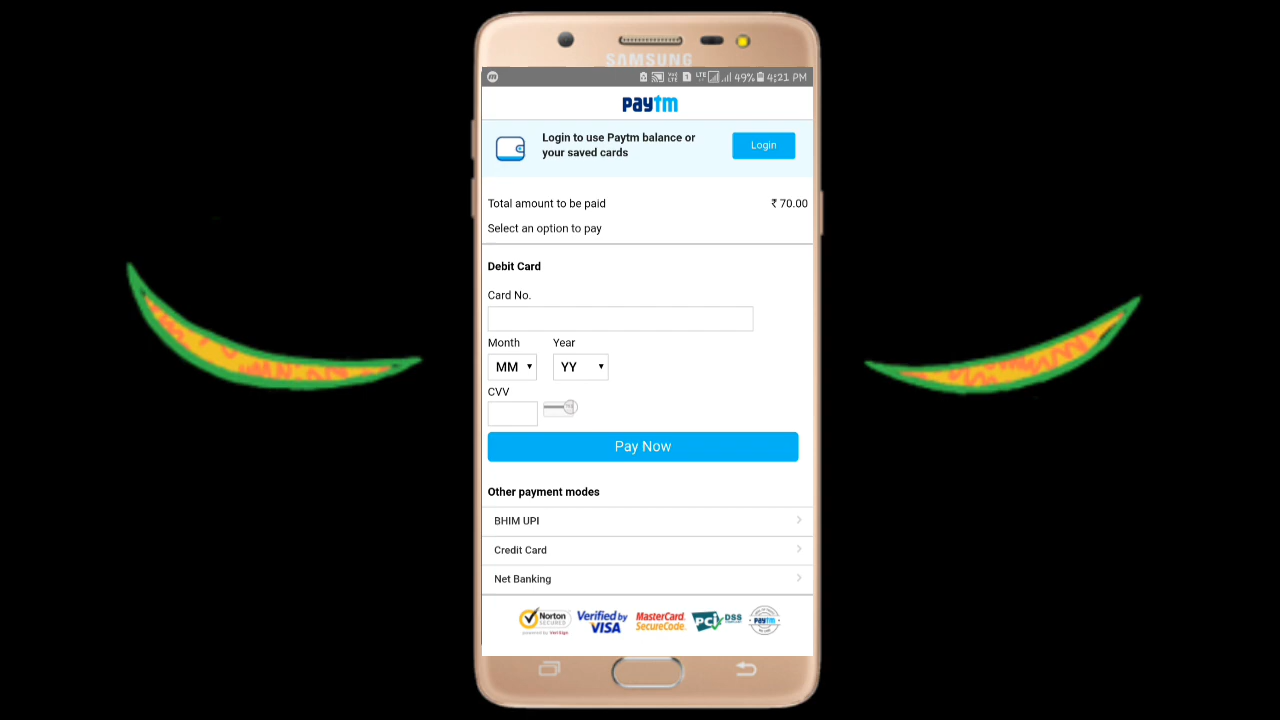 SAMSUNG
49% 4:21 PM
paytm
Login to use Paytm balance or
your saved cards
Login
Total amount to be paid
₹ 70.00
Select an option to pay
Debit Card
Card No.
Month
Year
MM
YY
CVV
Pay Now
Other payment modes
BHIM UPI
Credit Card
Net Banking
Norton
SECURED
powered by VeriSign
Verified by
VISA
MasterCard.
SecureCode.
PCI DSS
paytm